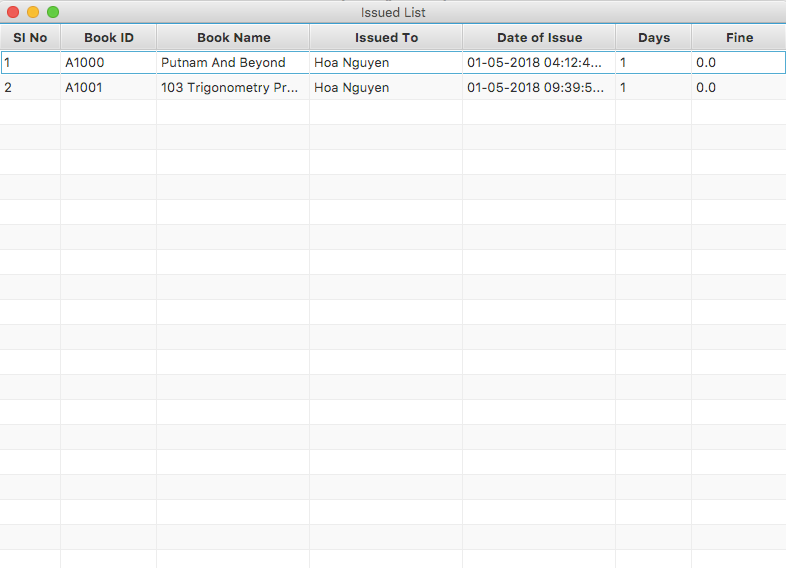 Issued List
SI No Book ID Book Name Issued To Date of Issue Days Fine
1 A1000 Putnam And Beyond Hoa Nguyen 01-05-2018 04:12:4... 1 0.0
2 A1001 103 Trigonometry Pr... Hoa Nguyen 01-05-2018 09:39:5... 1 0.0